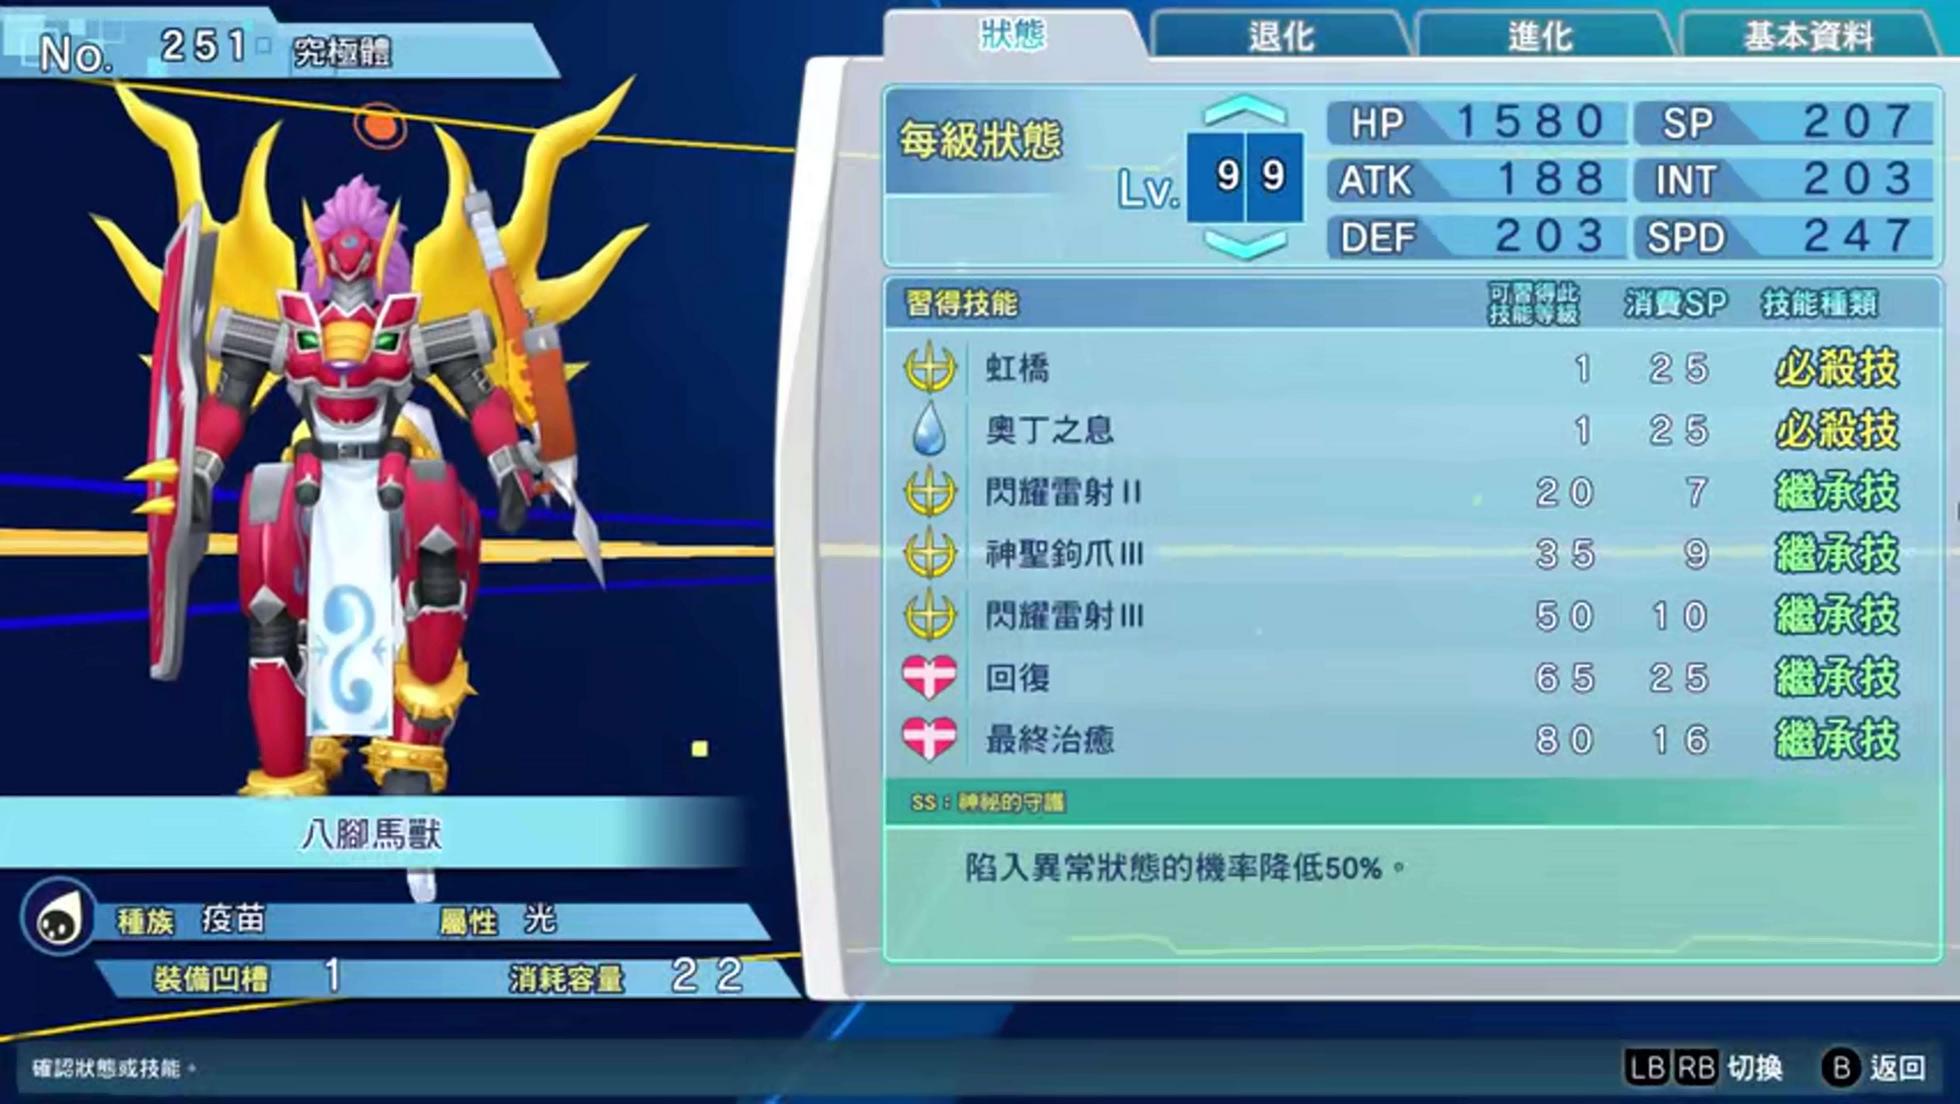 No. 251 究極體
狀態 退化 進化 基本資料
每級狀態 Lv. 99
HP 1580 SP 207
ATK 188 INT 203
DEF 203 SPD 247
習得技能 可習得此技能等級 消費SP 技能種類
虹橋 1 25 必殺技
奧丁之息 1 25 必殺技
閃耀雷射II 20 7 繼承技
神聖鉤爪III 35 9 繼承技
閃耀雷射III 50 10 繼承技
回復 65 25 繼承技
最終治癒 80 16 繼承技
SS：神秘的守護
陷入異常狀態的機率降低50%。
八腳馬獸
種族 疫苗 屬性 光
裝備凹槽 1 消耗容量 22
確認狀態或技能。
LB RB 切換 B 返回